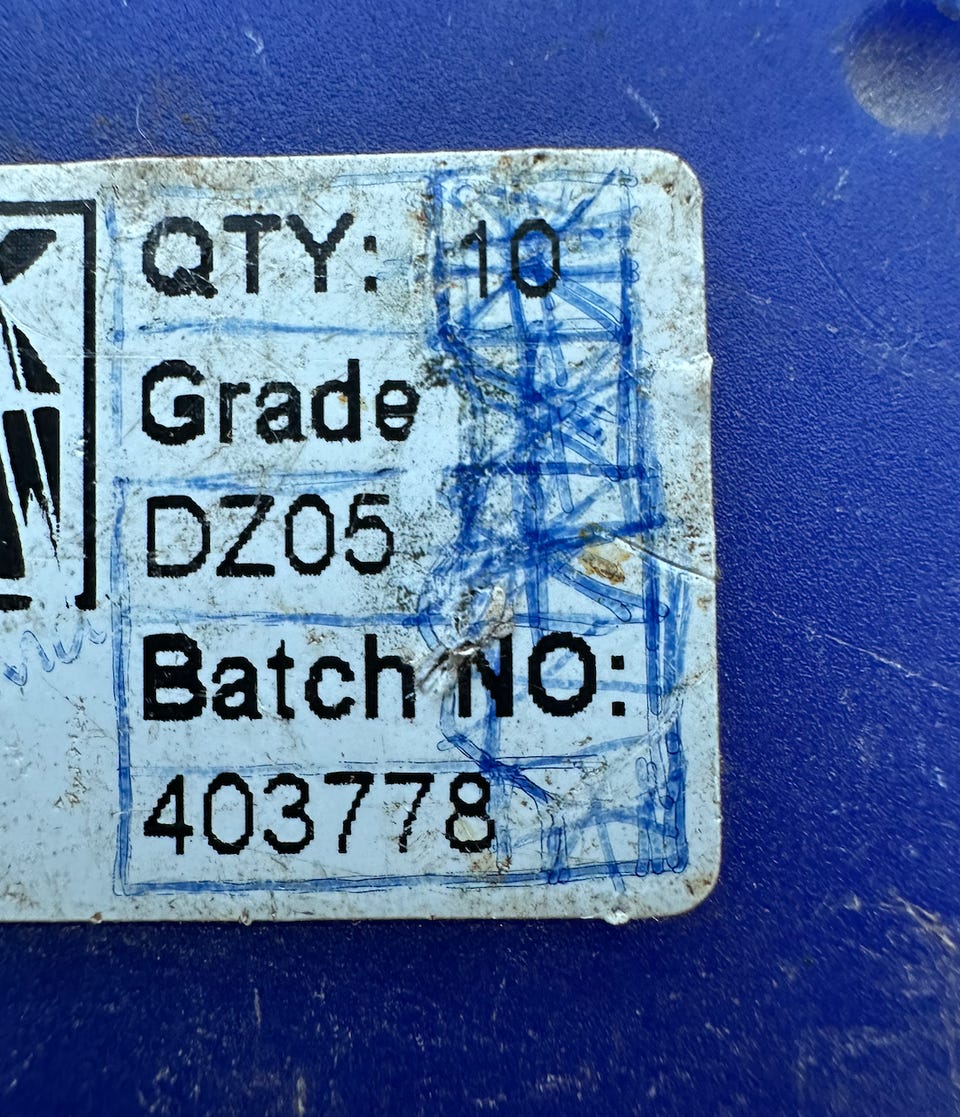 QTY: 10
Grade
DZ05
Batch NO:
403778